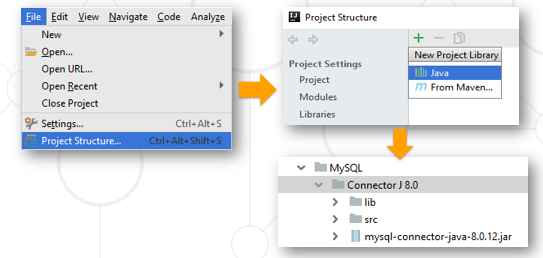 File Edit View Navigate Code Analyze
New
Open...
Open URL...
Open Recent
Close Project
Settings... Ctrl+Alt+S
Project Structure... Ctrl+Alt+Shift+S
Project Structure
New Project Library
Project Settings
Java
Project
From Maven...
Modules
Libraries
MySQL
Connector J 8.0
lib
src
mysql-connector-java-8.0.12.jar